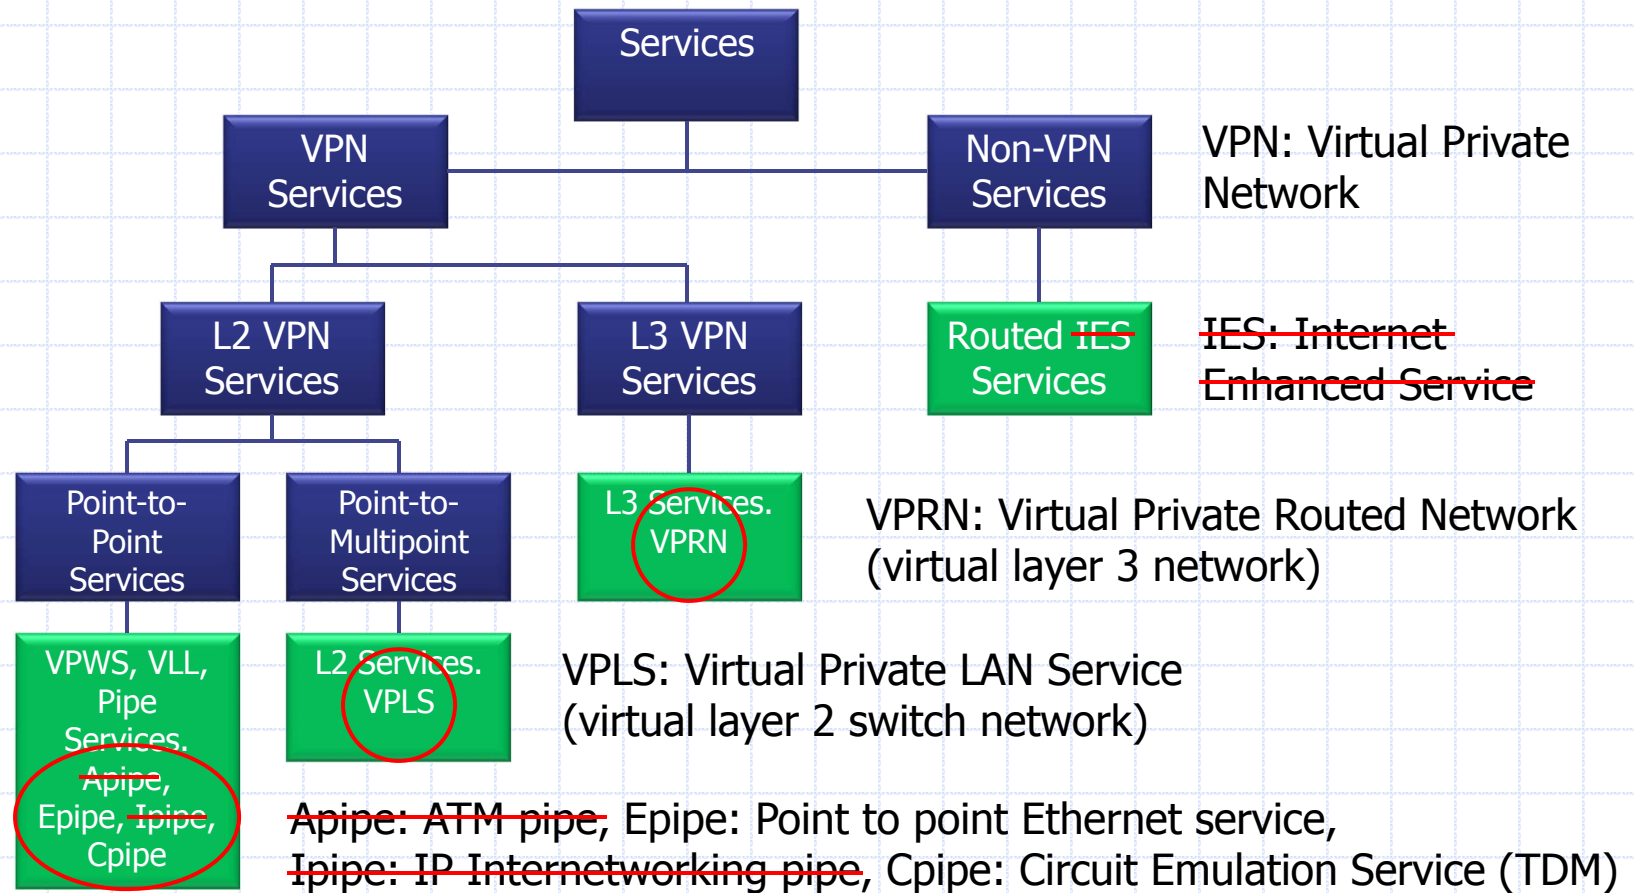 Services
VPN
Services
Non-VPN
Services
VPN: Virtual Private
Network
L2 VPN
Services
L3 VPN
Services
Routed IES
Services
IES: Internet
Enhanced Service
Point-to-
Point
Services
Point-to-
Multipoint
Services
L3 Services.
VPRN
VPRN: Virtual Private Routed Network
(virtual layer 3 network)
VPWS, VLL,
Pipe
Services.
Apipe,
Epipe, Ipipe,
Cpipe
L2 Services.
VPLS
VPLS: Virtual Private LAN Service
(virtual layer 2 switch network)
Apipe: ATM pipe, Epipe: Point to point Ethernet service,
Ipipe: IP Internetworking pipe, Cpipe: Circuit Emulation Service (TDM)